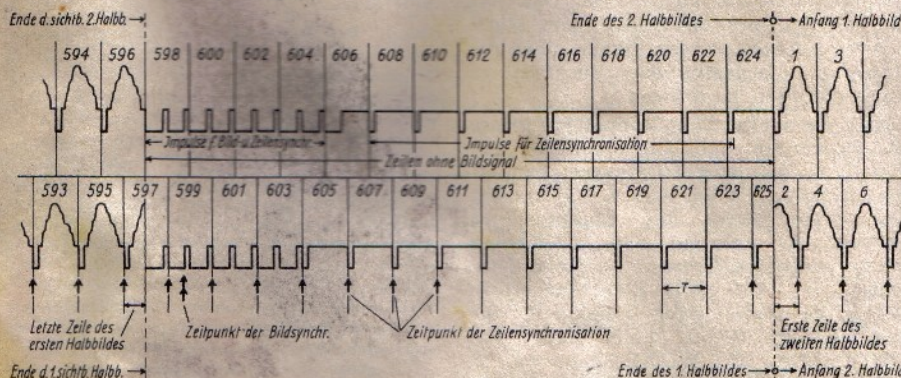 Ende d. sichtb. 2. Halbb.
Ende des 2. Halbbildes
Anfang 1. Halbbild
594 596 598 600 602 604 606 608 610 612 614 616 618 620 622 624 1 3
Impulse f. Bild- u. Zeilensynchr.
Impulse für Zeilensynchronisation
Zeilen ohne Bildsignal
593 595 597 599 601 603 605 607 609 611 613 615 617 619 621 623 625 2 4 6
T
Letzte Zeile des
ersten Halbbildes
Zeitpunkt der Bildsynchr.
Zeitpunkt der Zeilensynchronisation
Erste Zeile des
zweiten Halbbildes
Ende d. 1. sichtb. Halbb.
Ende des 1. Halbbildes
Anfang 2. Halbbild